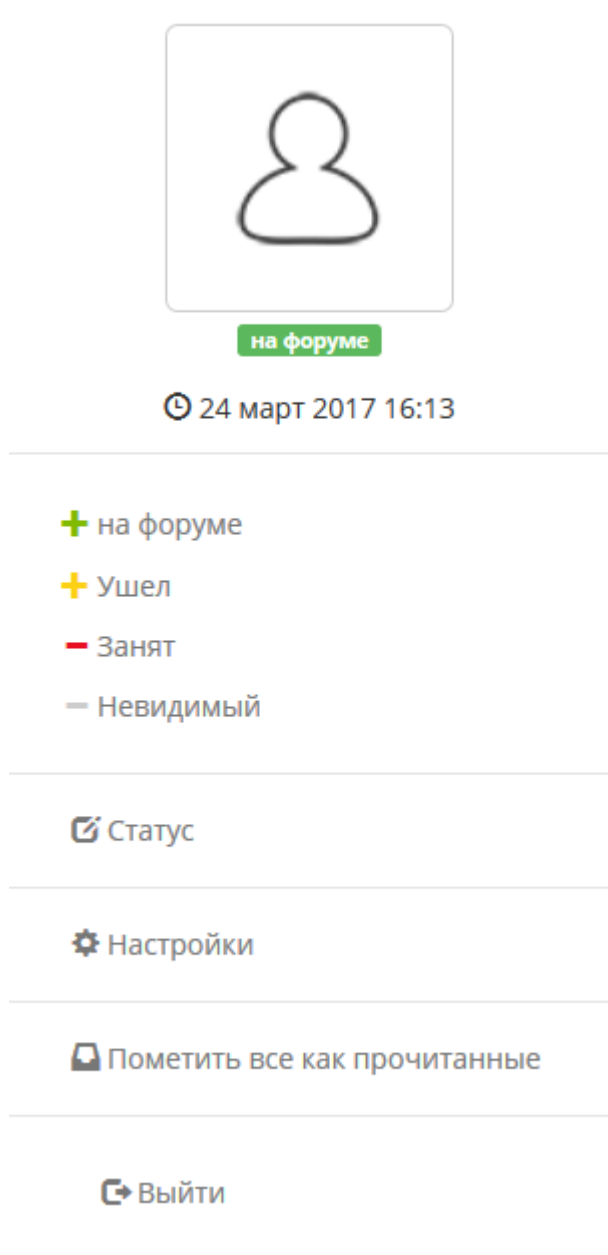 на форуме
24 март 2017 16:13
на форуме
Ушел
Занят
Невидимый
Статус
Настройки
Пометить все как прочитанные
Выйти